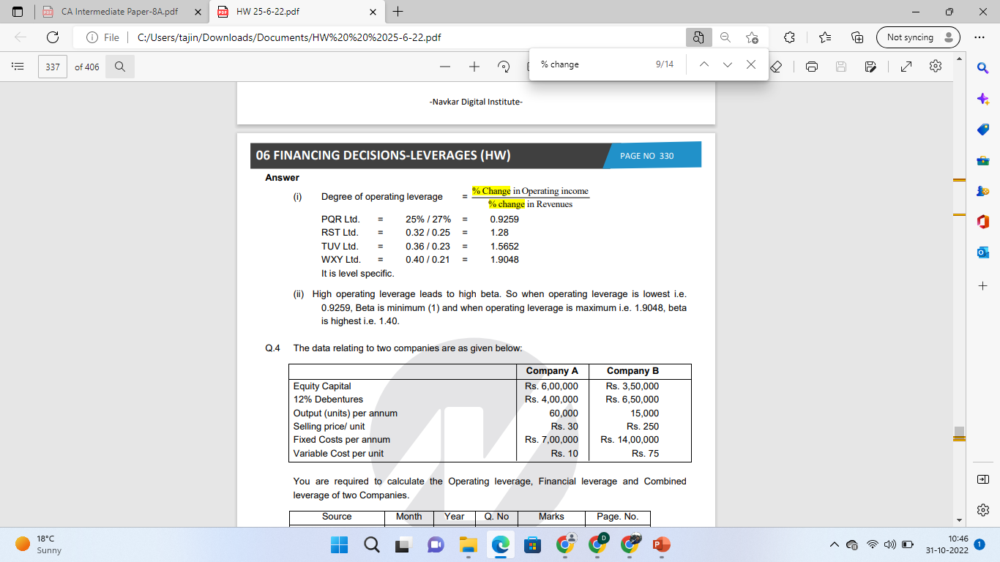 CA Intermediate Paper-8A.pdf
HW 25-6-22.pdf
File
C:/Users/tajin/Downloads/Documents/HW%20%20%2025-6-22.pdf
Not syncing
337 of 406
% change 9/14
-Navkar Digital Institute-
06 FINANCING DECISIONS-LEVERAGES (HW) PAGE NO 330
Answer
(i) Degree of operating leverage = % Change in Operating income
% change in Revenues
PQR Ltd. = 25% / 27% = 0.9259
RST Ltd. = 0.32 / 0.25 = 1.28
TUV Ltd. = 0.36 / 0.23 = 1.5652
WXY Ltd. = 0.40 / 0.21 = 1.9048
It is level specific.
(ii) High operating leverage leads to high beta. So when operating leverage is lowest i.e.
0.9259, Beta is minimum (1) and when operating leverage is maximum i.e. 1.9048, beta
is highest i.e. 1.40.
Q.4 The data relating to two companies are as given below:
Company A Company B
Equity Capital Rs. 6,00,000 Rs. 3,50,000
12% Debentures Rs. 4,00,000 Rs. 6,50,000
Output (units) per annum 60,000 15,000
Selling price/ unit Rs. 30 Rs. 250
Fixed Costs per annum Rs. 7,00,000 Rs. 14,00,000
Variable Cost per unit Rs. 10 Rs. 75
You are required to calculate the Operating leverage, Financial leverage and Combined
leverage of two Companies.
Source Month Year Q. No Marks Page. No.
18°C
Sunny
10:46
31-10-2022
1